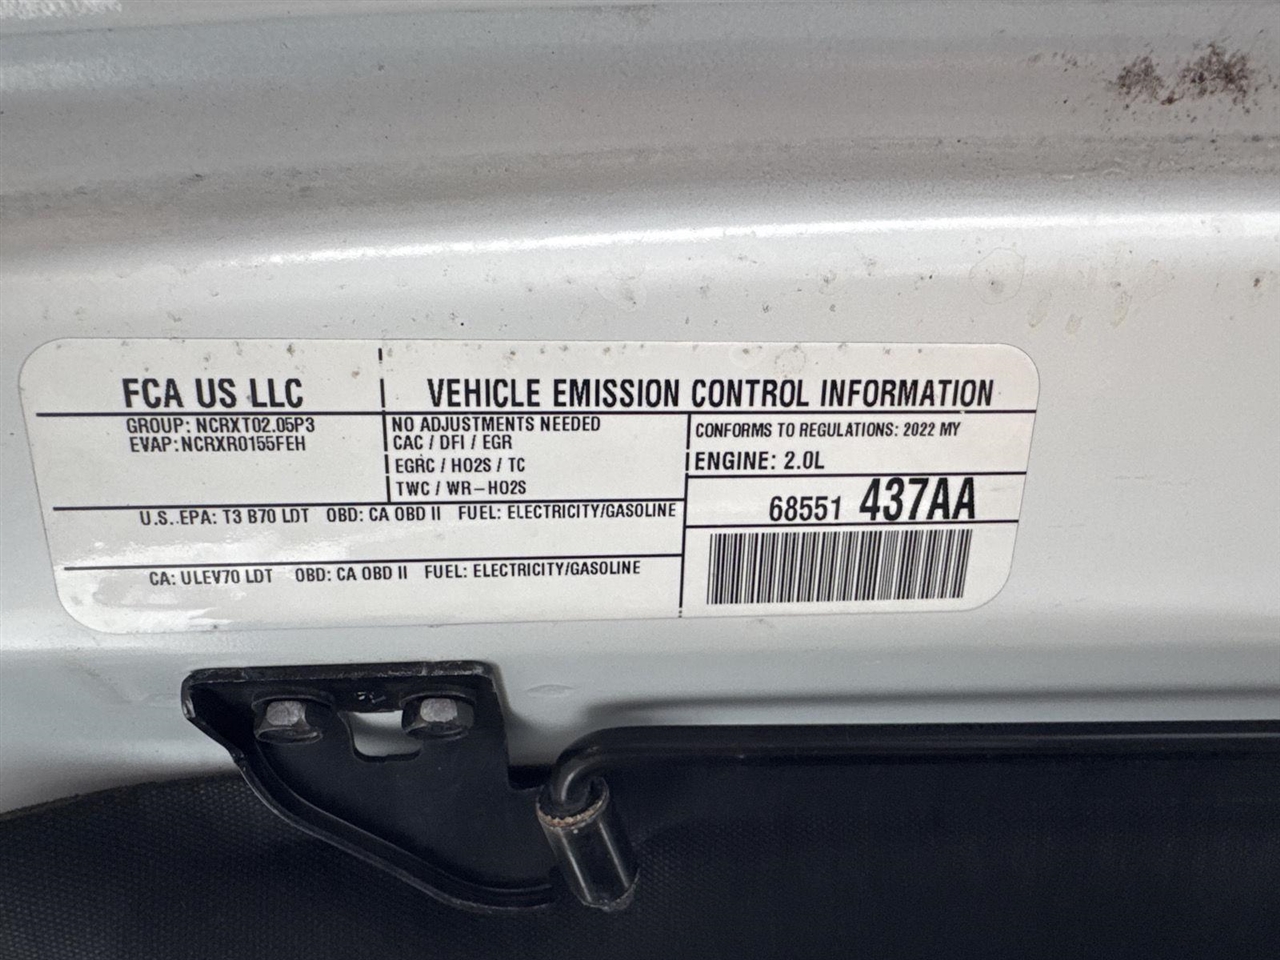 FCA US LLC
VEHICLE EMISSION CONTROL INFORMATION
GROUP: NCRXT02.05P3
EVAP: NCRXR0155FEH
NO ADJUSTMENTS NEEDED
CAC / DFI / EGR
EGRC / HO2S / TC
TWC / WR-HO2S
CONFORMS TO REGULATIONS: 2022 MY
ENGINE: 2.0L
68551 437AA
U.S. EPA: T3 B70 LDT OBD: CA OBD II FUEL: ELECTRICITY/GASOLINE
CA: ULEV70 LDT OBD: CA OBD II FUEL: ELECTRICITY/GASOLINE